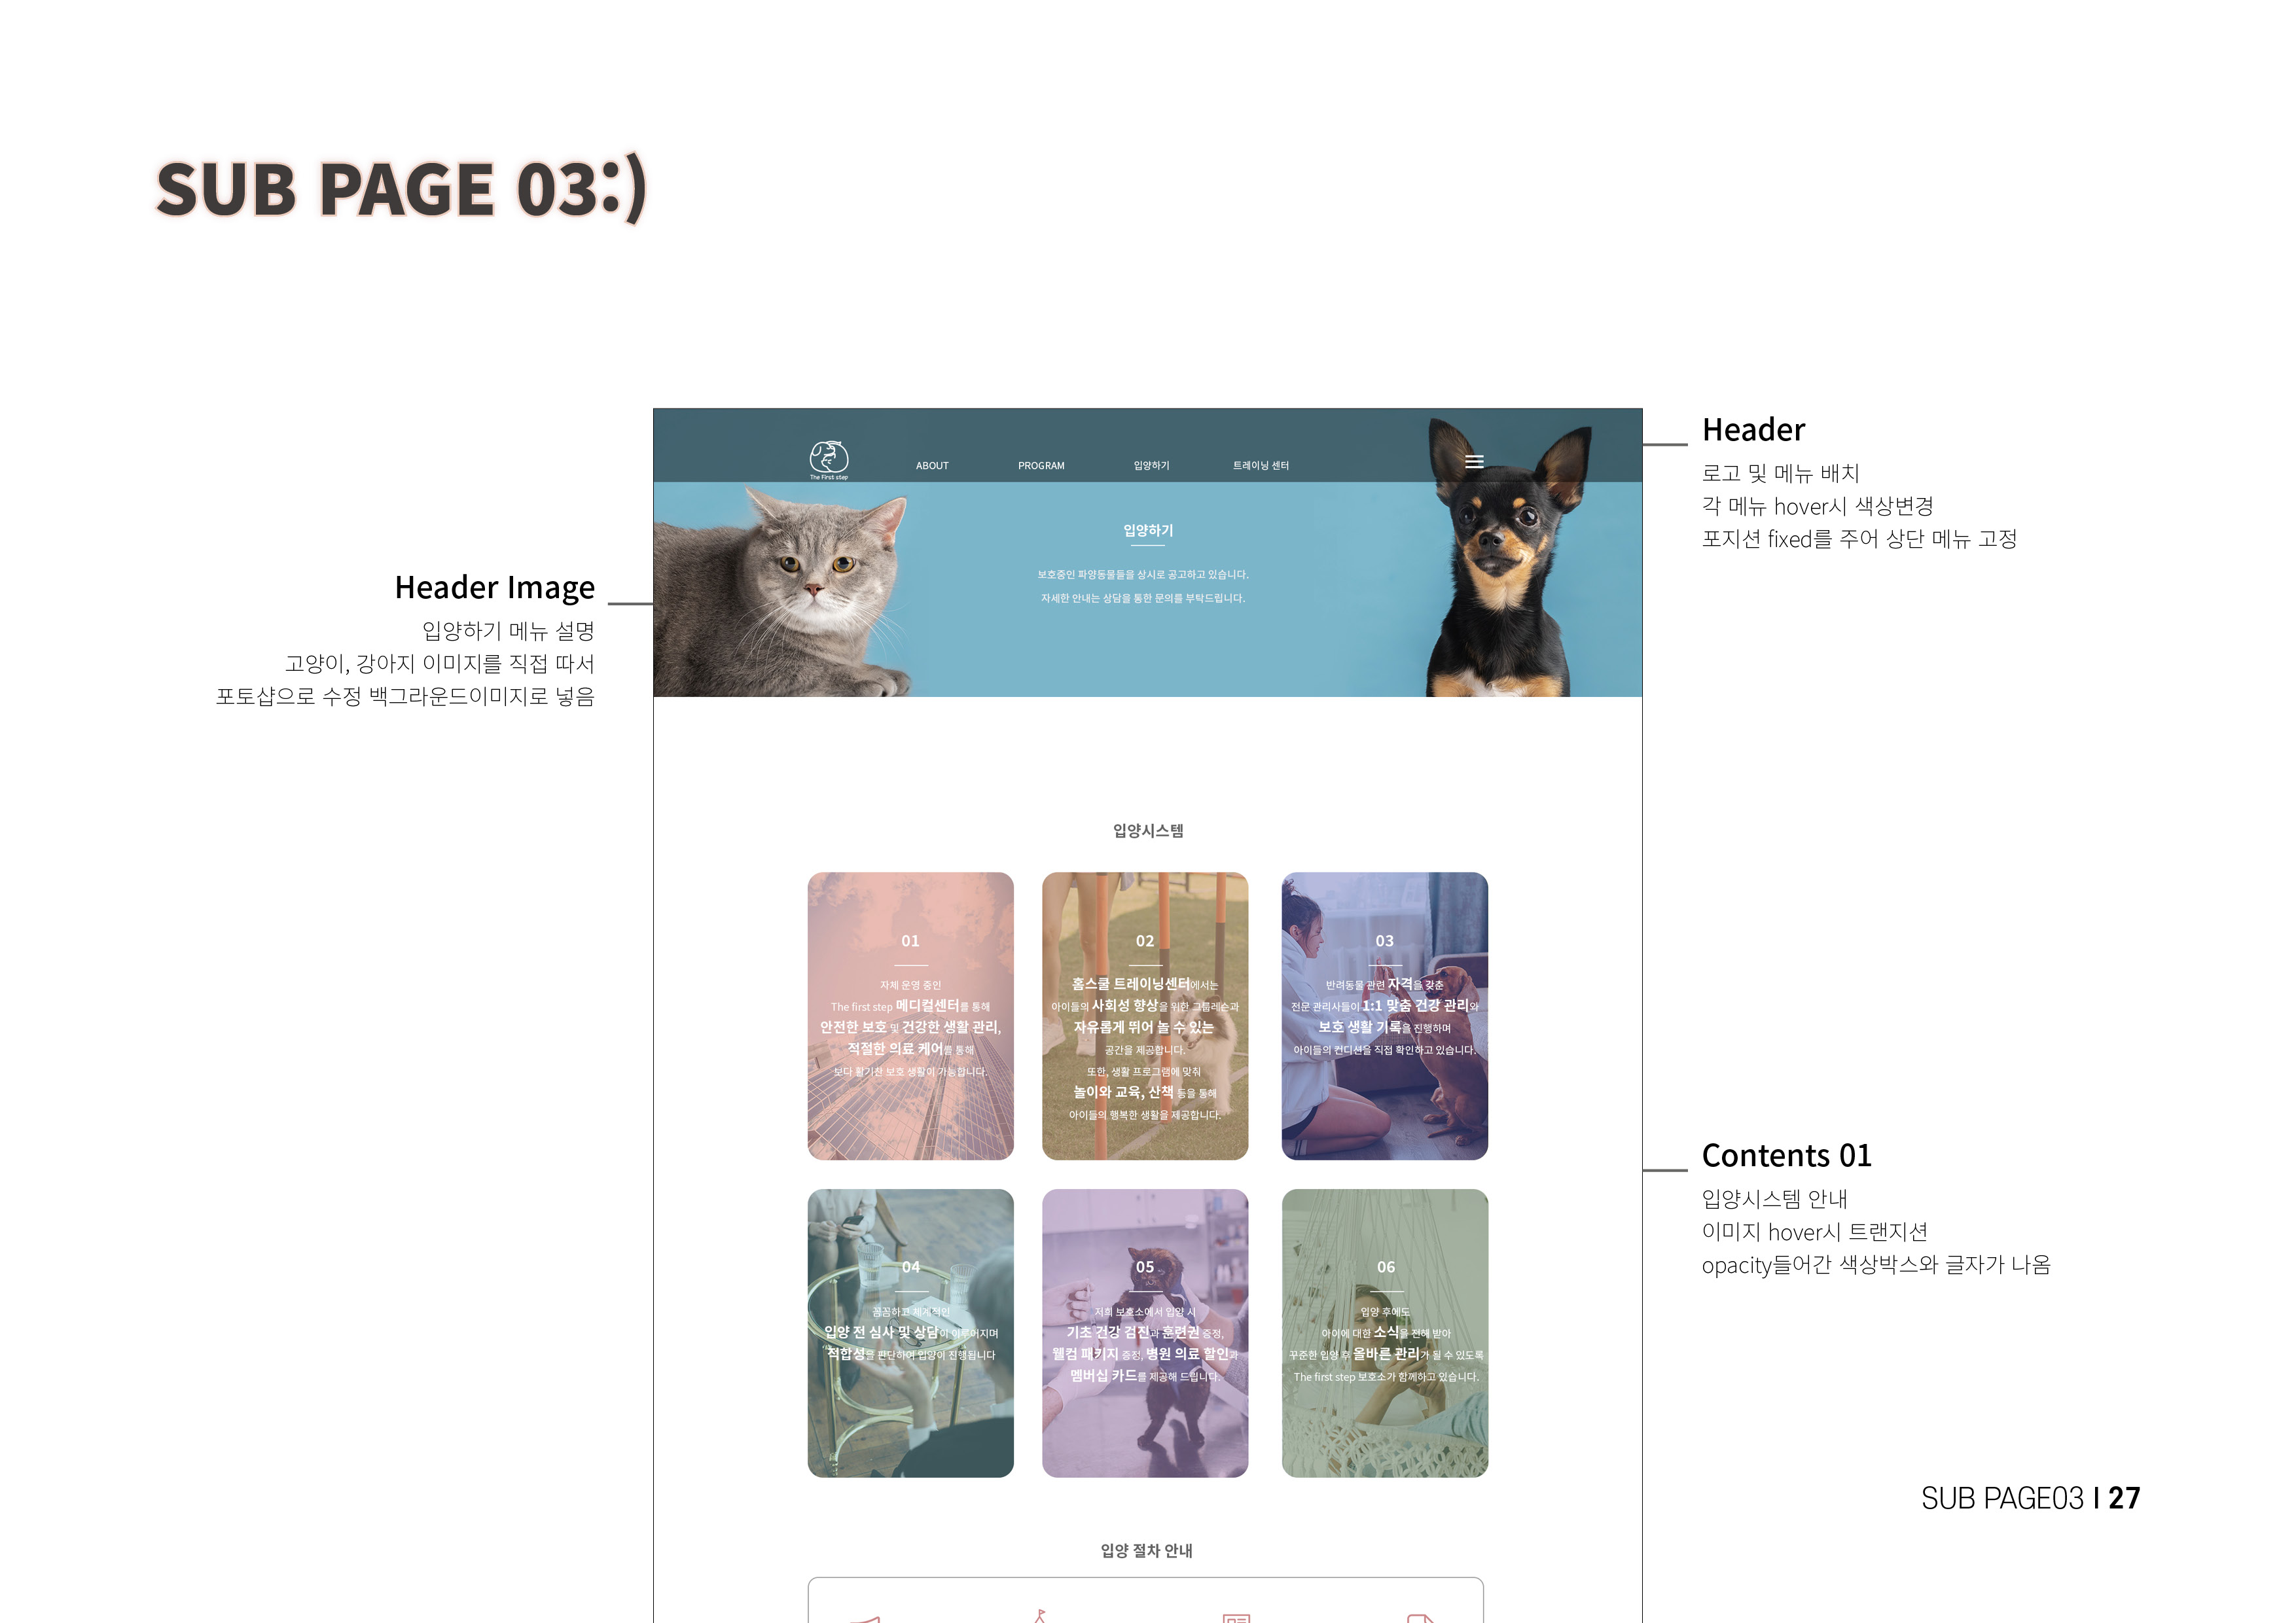 SUB PAGE 03:)
Header
로고 및 메뉴 배치
각 메뉴 hover시 색상변경
포지션 fixed를 주어 상단 메뉴 고정
Header Image
입양하기 메뉴 설명
고양이, 강아지 이미지를 직접 따서
포토샵으로 수정 백그라운드이미지로 넣음
The First step
ABOUT PROGRAM 입양하기 트레이닝 센터
입양하기
보호중인 파양동물들을 상시로 공고하고 있습니다.
자세한 안내는 상담을 통한 문의를 부탁드립니다.
입양시스템
01
자체 운영 중인
The first step 메디컬센터를 통해
안전한 보호 및 건강한 생활 관리,
적절한 의료 케어를 통해
보다 활기찬 보호 생활이 가능합니다.
02
홈스쿨 트레이닝센터에서는
아이들의 사회성 향상을 위한 그룹레슨과
자유롭게 뛰어 놀 수 있는
공간을 제공합니다.
또한, 생활 프로그램에 맞춰
놀이와 교육, 산책 등을 통해
아이들의 행복한 생활을 제공합니다.
03
반려동물 관련 자격을 갖춘
전문 관리사들이 1:1 맞춤 건강 관리와
보호 생활 기록을 진행하며
아이들의 컨디션을 직접 확인하고 있습니다.
04
꼼꼼하고 체계적인
입양 전 심사 및 상담이 이루어지며
적합성을 판단하여 입양이 진행됩니다
05
저희 보호소에서 입양 시
기초 건강 검진과 훈련권 증정,
웰컴 패키지 증정, 병원 의료 할인과
멤버십 카드를 제공해 드립니다.
06
입양 후에도
아이에 대한 소식을 전해 받아
꾸준한 입양 후 올바른 관리가 될 수 있도록
The first step 보호소가 함께하고 있습니다.
Contents 01
입양시스템 안내
이미지 hover시 트랜지션
opacity들어간 색상박스와 글자가 나옴
입양 절차 안내
SUB PAGE03 I 27